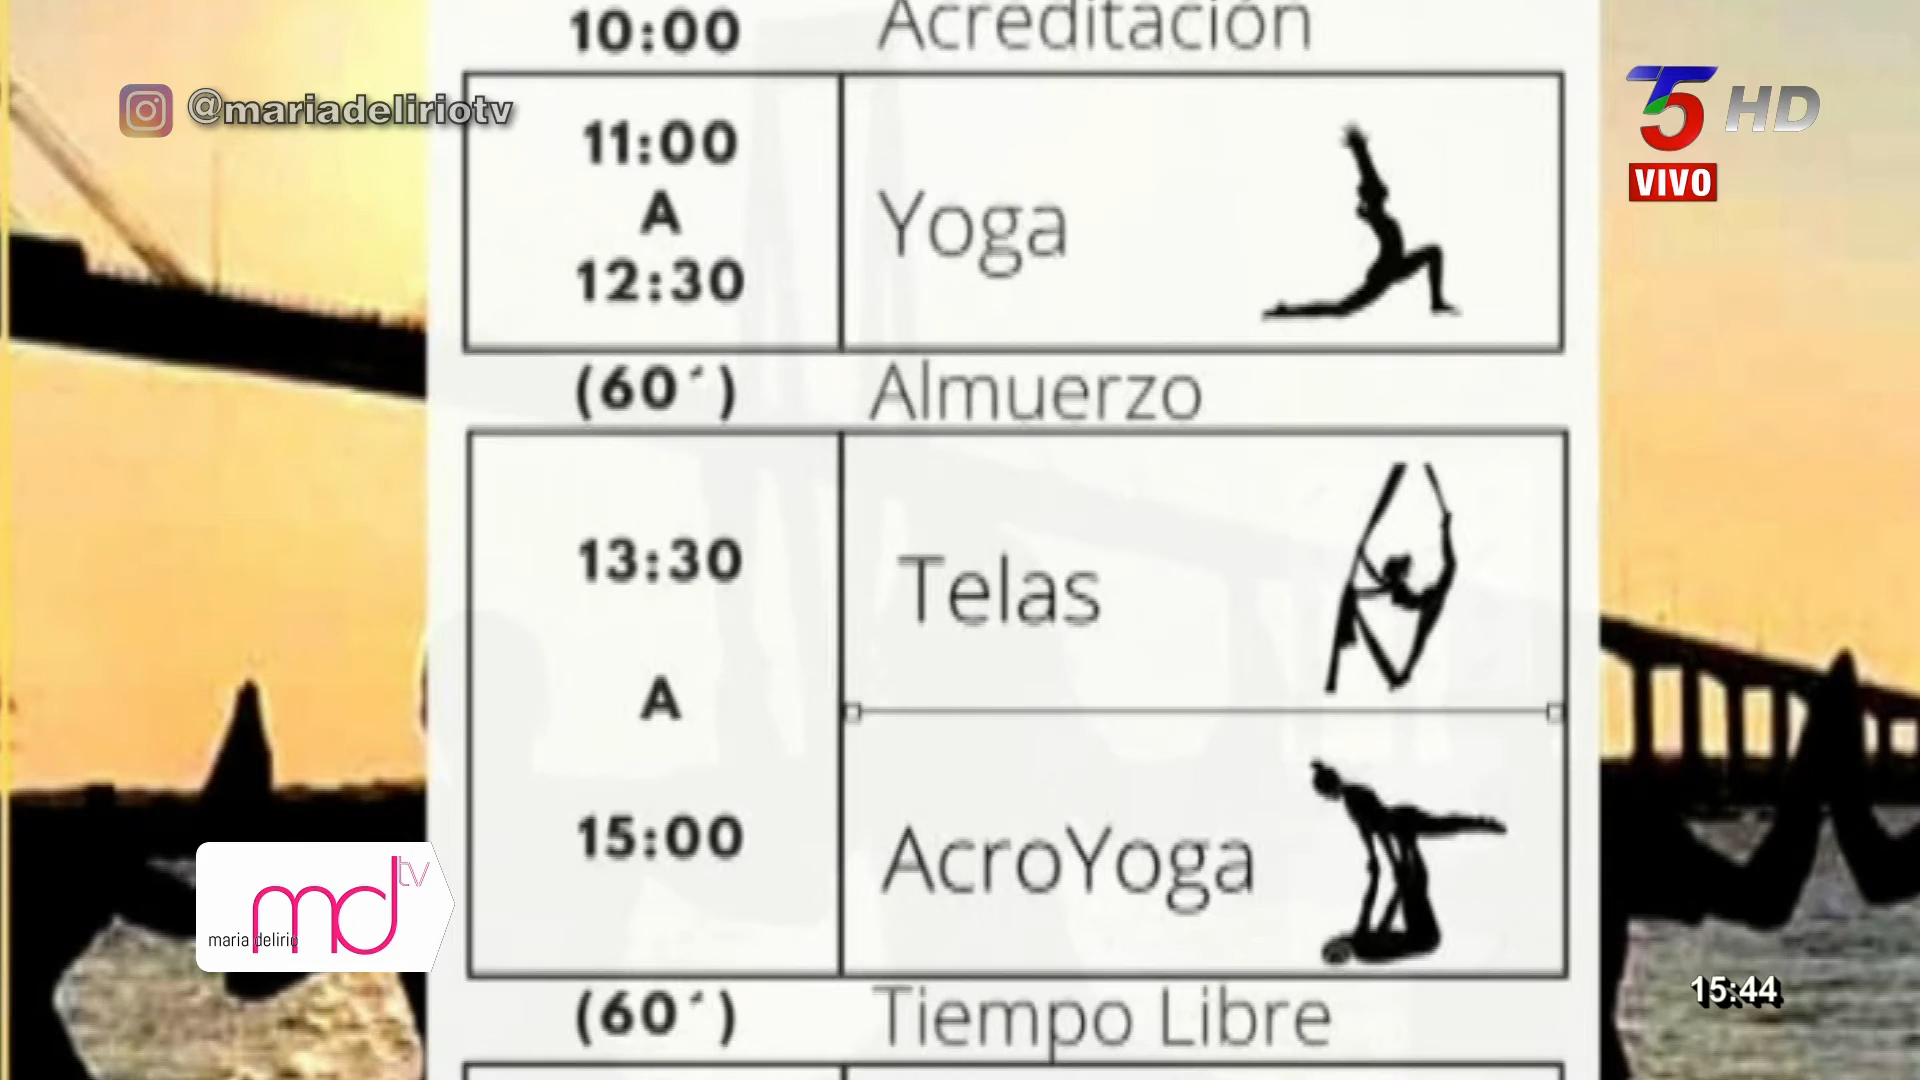 10:00 Acreditación
@mariadeliriotv
11:00
A
12:30
Yoga
(60´) Almuerzo
13:30
A
15:00
Telas
AcroYoga
(60´) Tiempo Libre
T5 HD
VIVO
md tv
maria delirio
15:44